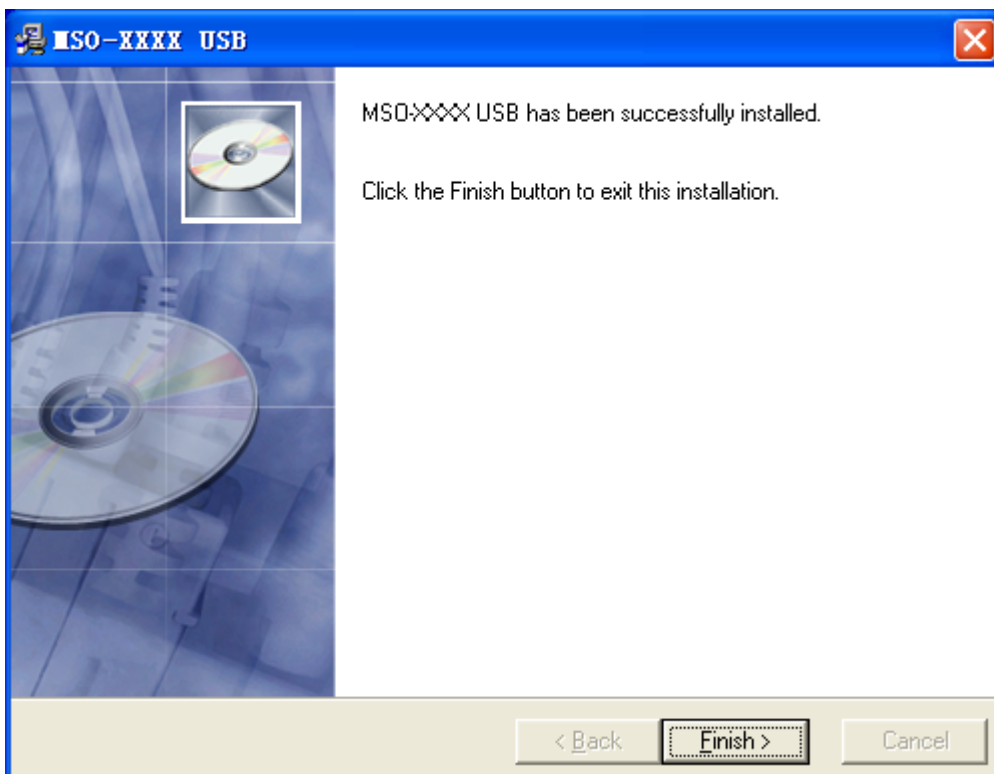 MSO-XXXX USB
MSO-XXXX USB has been successfully installed.
Click the Finish button to exit this installation.
< Back
Finish >
Cancel